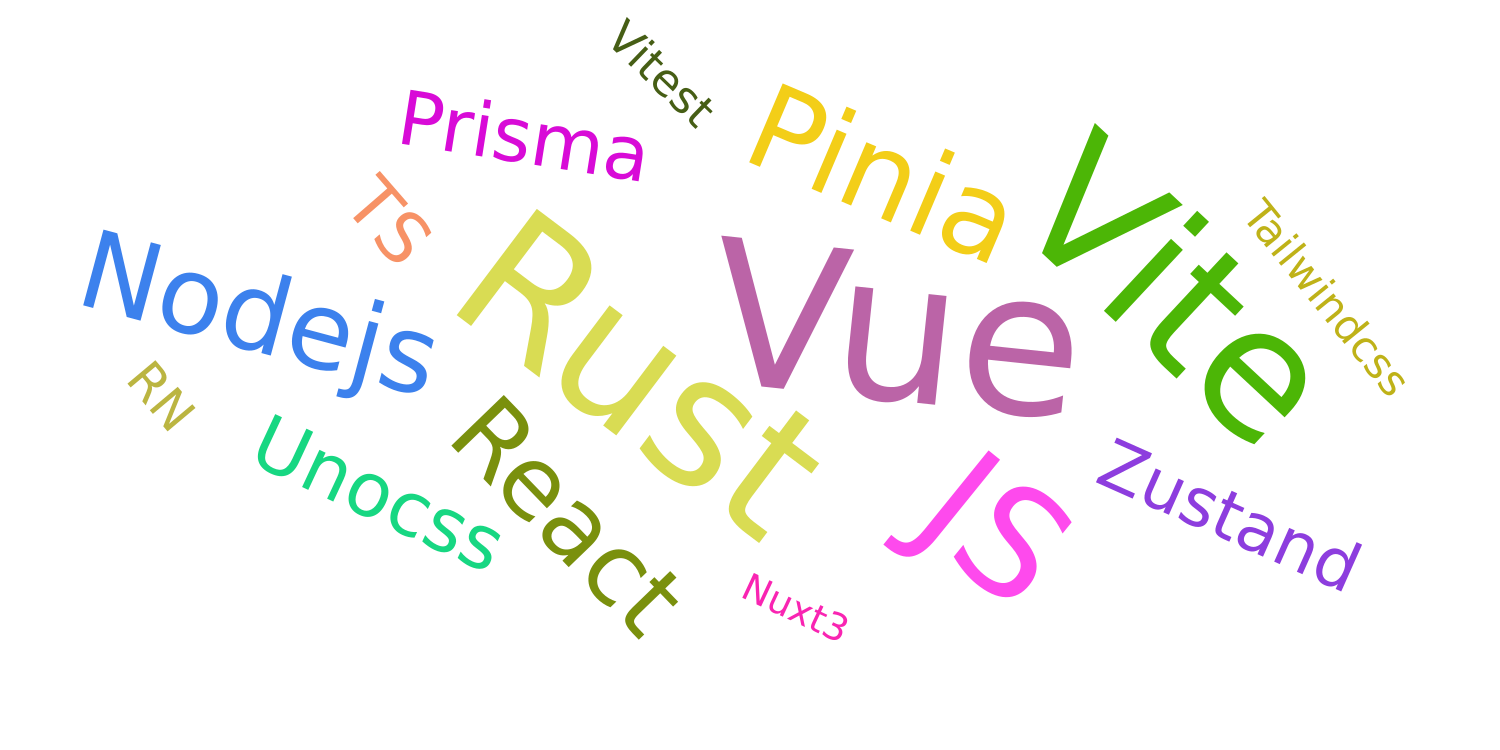 Vitest
Prisma
Pinia
Vite
TS
Tailwindcss
Nodejs
Rust
Vue
RN
Unocss
React
JS
Zustand
Nuxt3